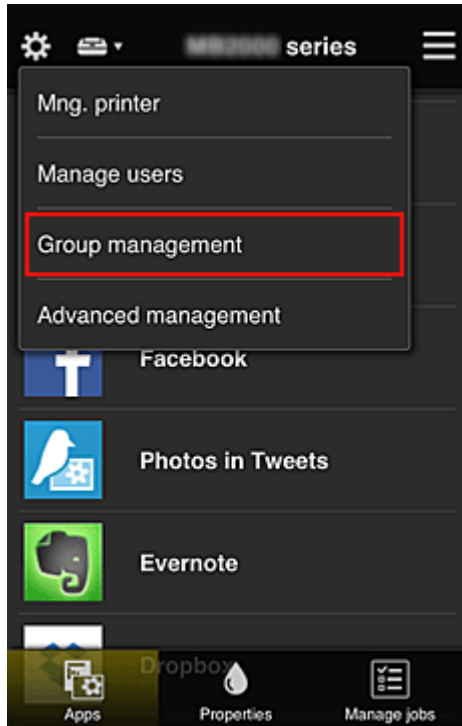 series
Mng. printer
Manage users
Group management
Advanced management
Facebook
Photos in Tweets
Evernote
Dropbox
Apps
Properties
Manage jobs